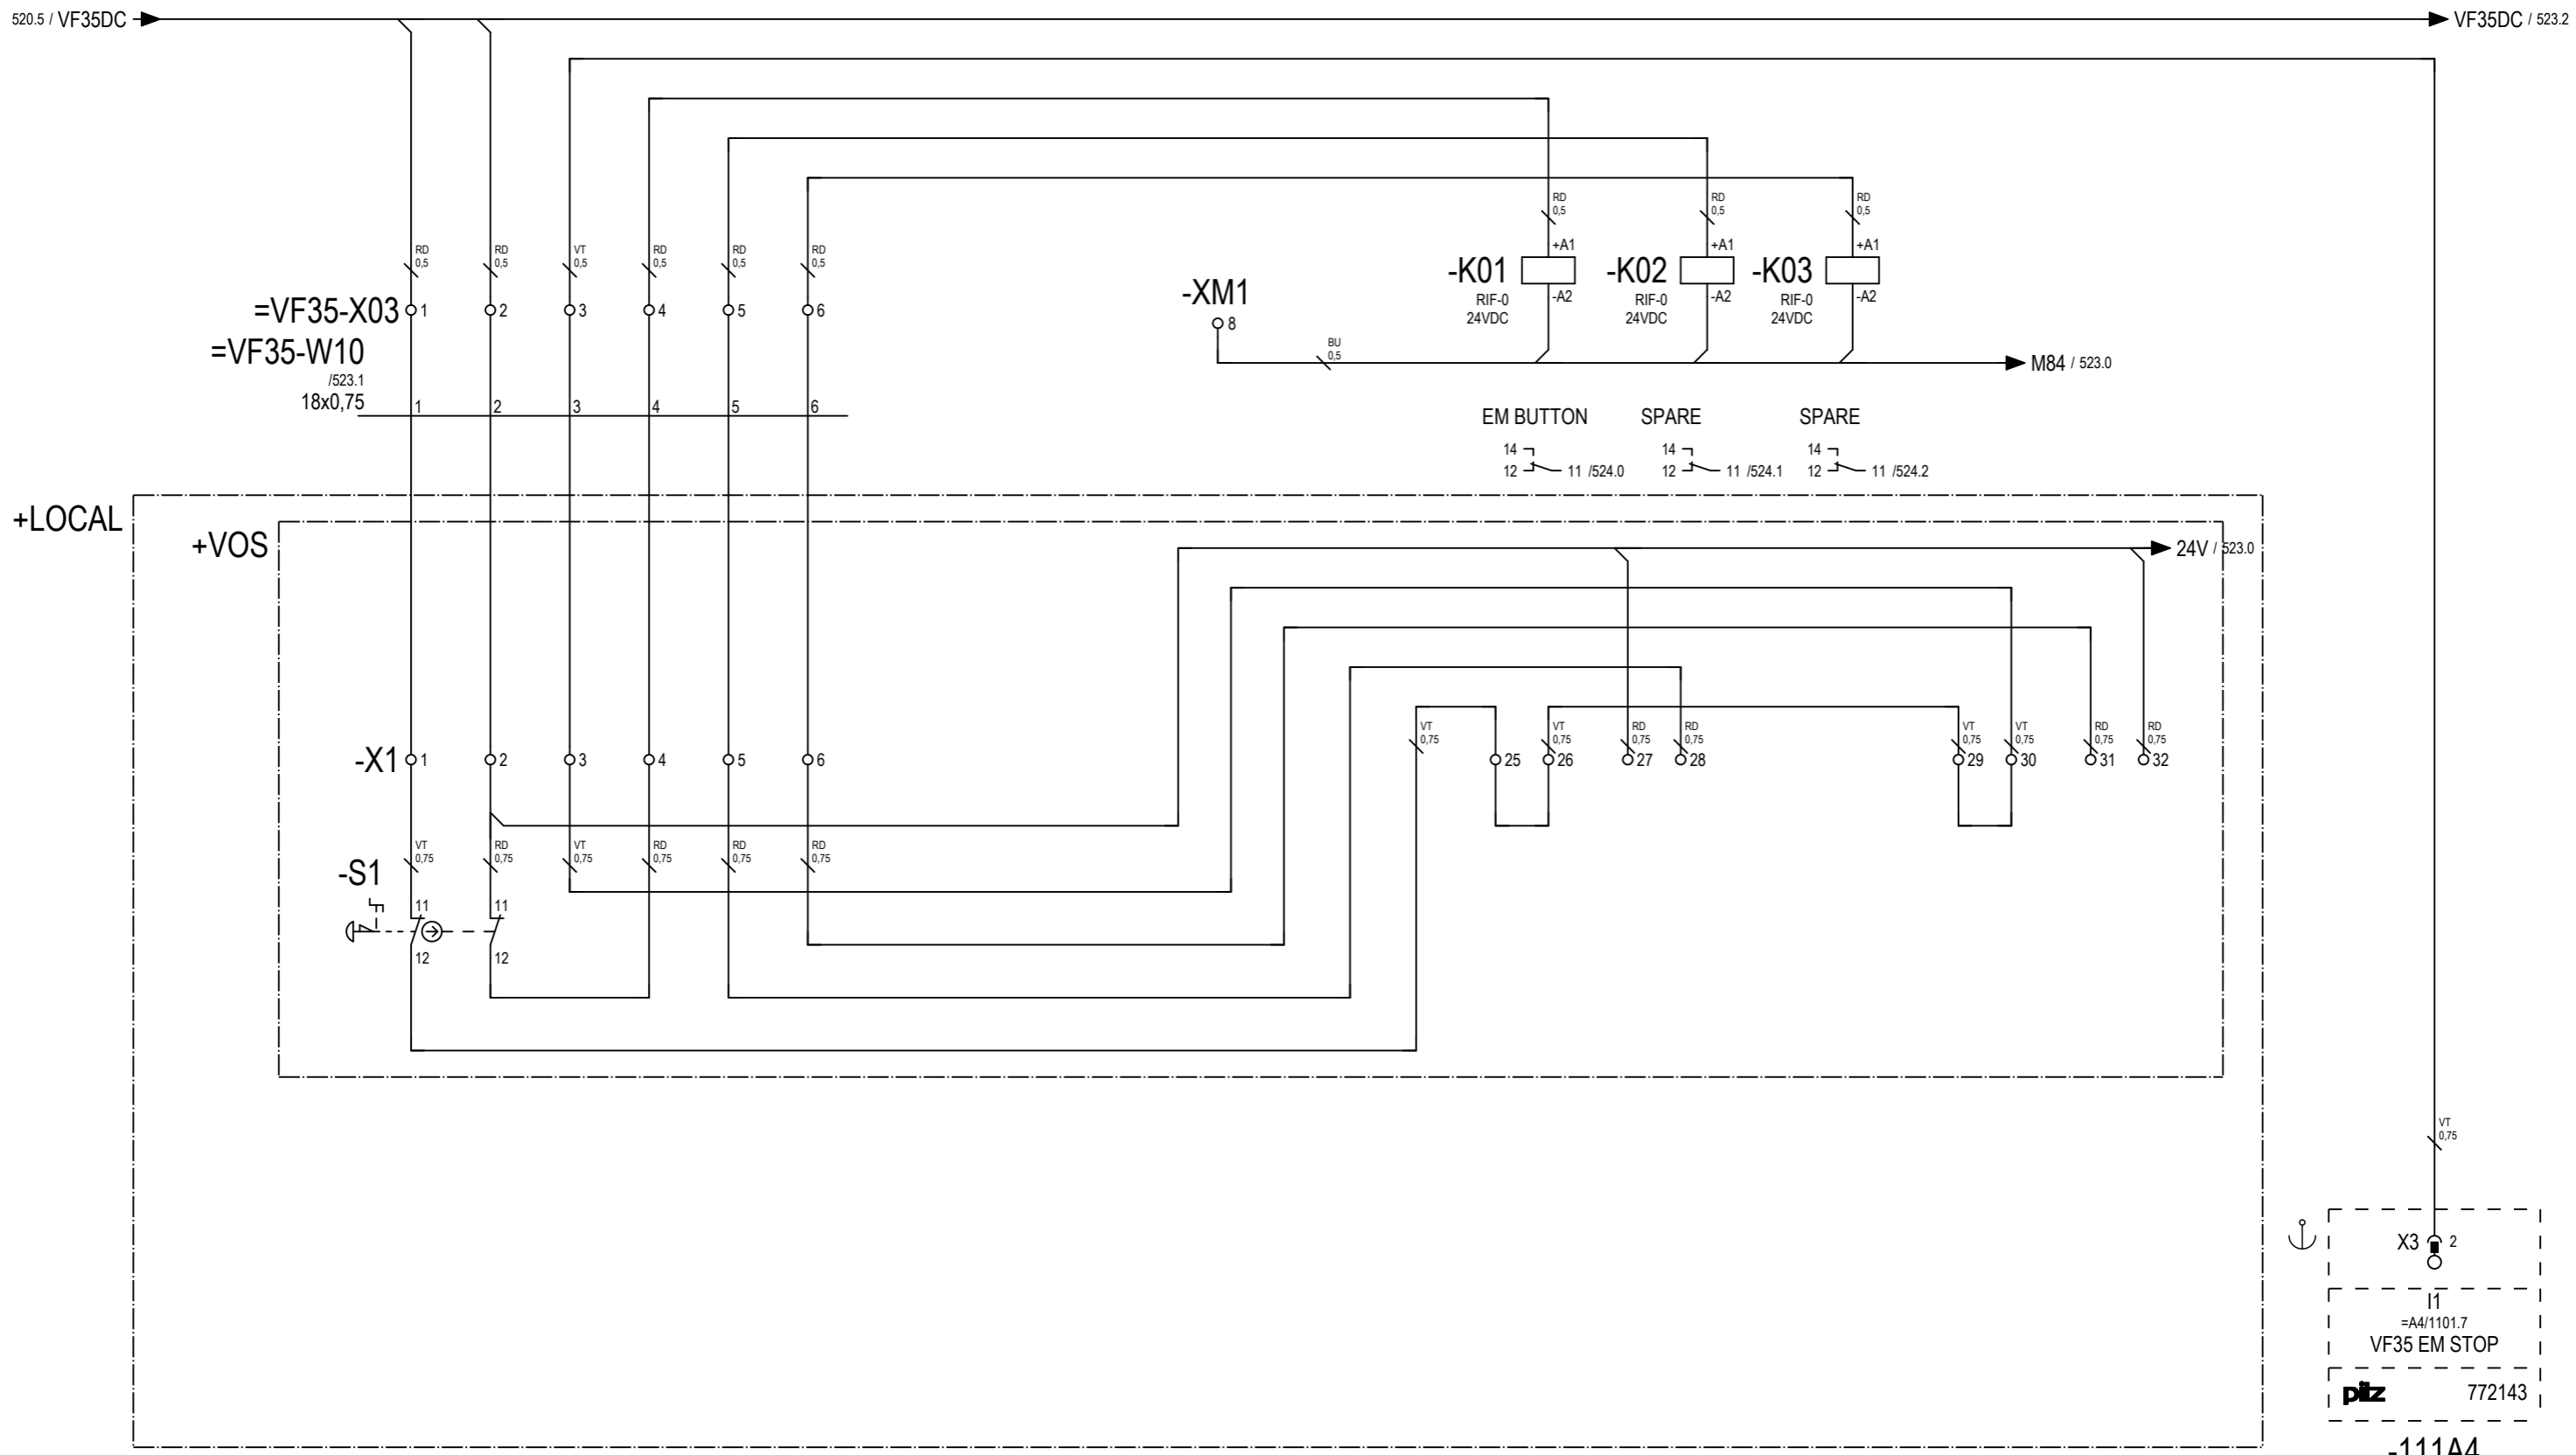 520.5 / VF35DC
VF35DC / 523.2
RD 0,5
RD 0,5
VT 0,5
RD 0,5
RD 0,5
RD 0,5
RD 0,5
RD 0,5
RD 0,5
+A1
+A1
+A1
-K01
-K02
-K03
RIF-0
24VDC
RIF-0
24VDC
RIF-0
24VDC
-A2
-A2
-A2
-XM1
8
=VF35-X03 1 2 3 4 5 6
=VF35-W10
/523.1
18x0,75
1 2 3 4 5 6
BU 0,5
M84 / 523.0
EM BUTTON
SPARE
SPARE
14
14
14
12 11 /524.0
12 11 /524.1
12 11 /524.2
+LOCAL
+VOS
24V / 523.0
VT 0,75
VT 0,75
RD 0,75
RD 0,75
VT 0,75
VT 0,75
RD 0,75
RD 0,75
-X1 1 2 3 4 5 6 25 26 27 28 29 30 31 32
VT 0,75
RD 0,75
VT 0,75
RD 0,75
RD 0,75
RD 0,75
-S1
11 11
12 12
VT 0,75
X3 2
I1
=A4/1101.7
VF35 EM STOP
pilz 772143
-111A4